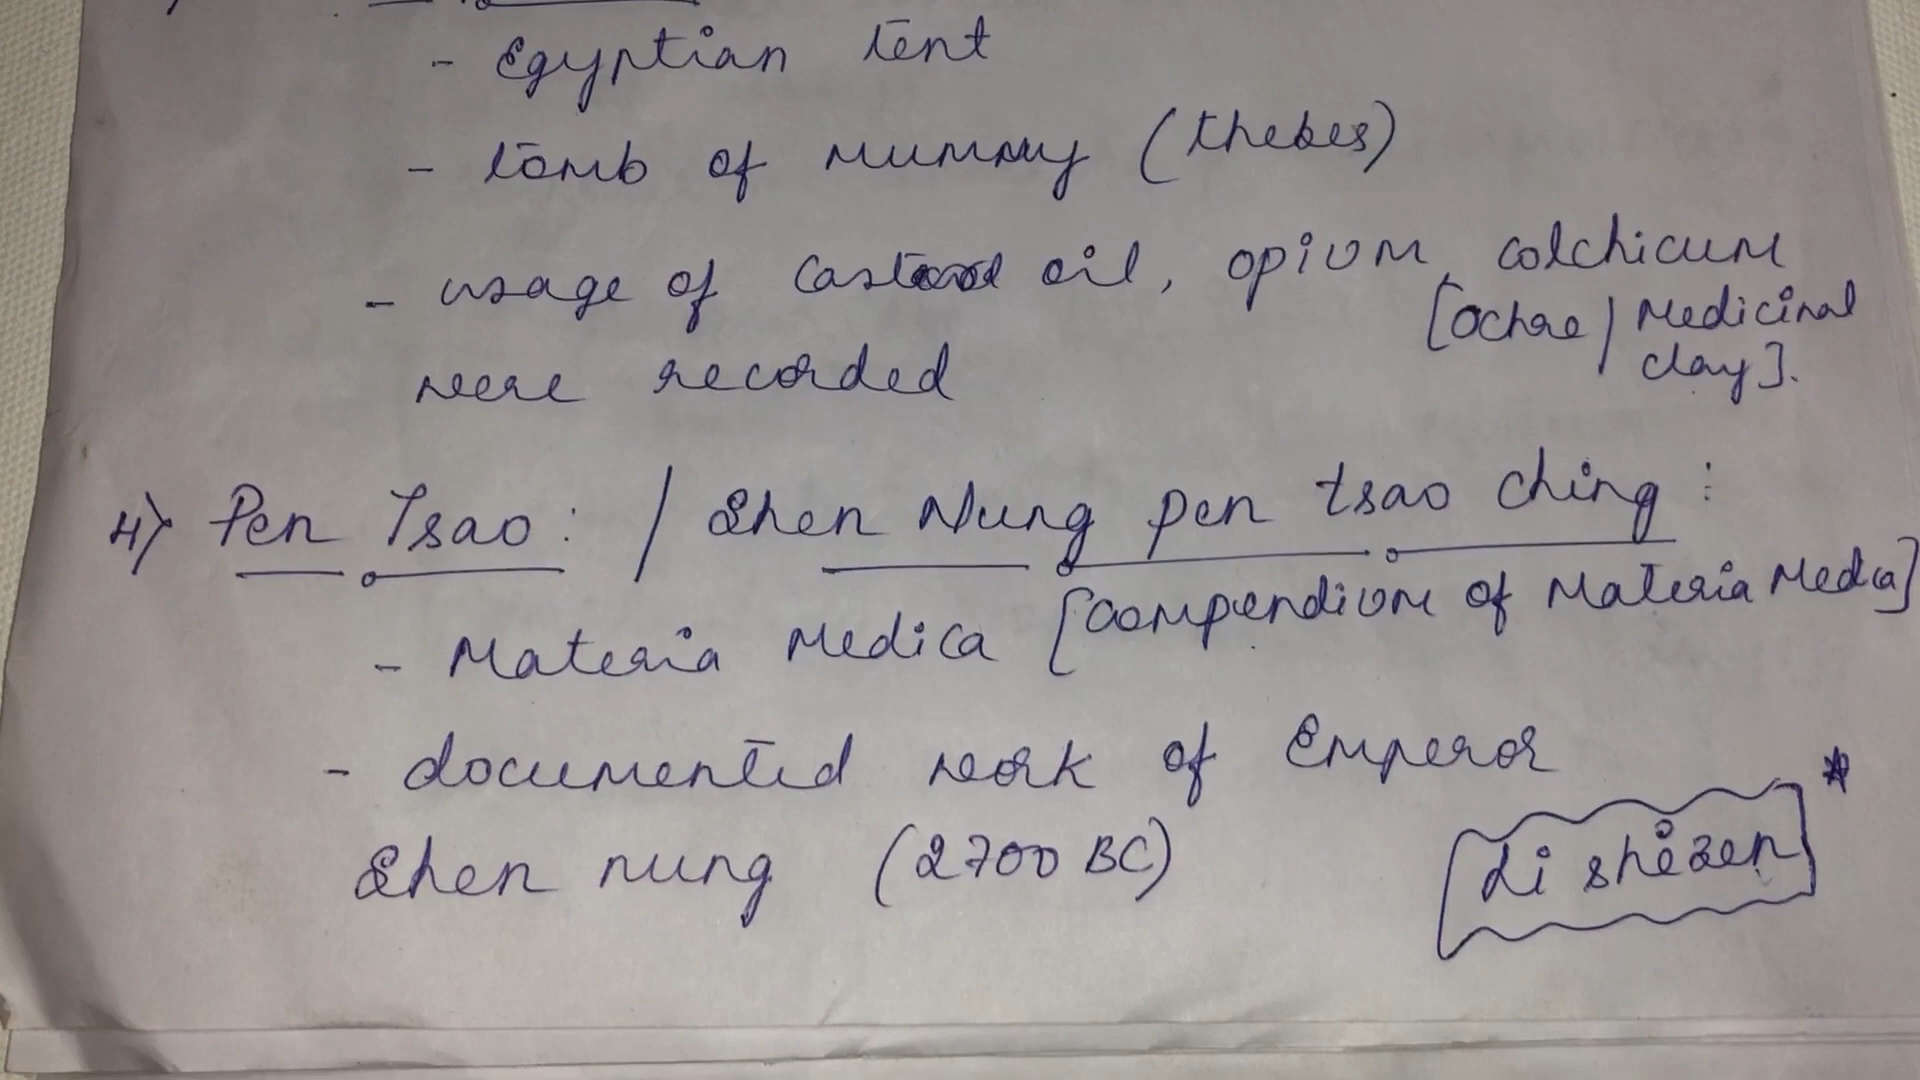 - Egyptian tent
- tomb of mummy (thebes)
- usage of castor oil, opium, colchicum
[ochre / medicinal
clay].
were recorded
4) Pen Tsao: / Shen Nung pen tsao ching :
- Materia Medica [Compendium of Materia Medica]
- documented work of Emperor
Shen nung (2700 BC)
Li shizen *